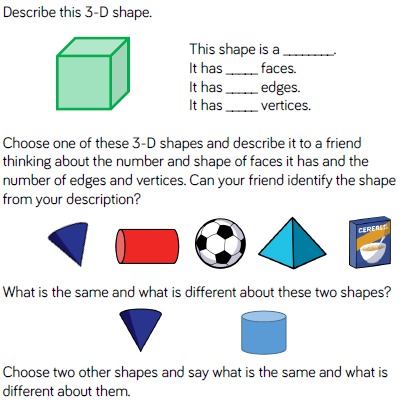 Describe this 3-D shape.
This shape is a ________.
It has _____ faces.
It has _____ edges.
It has _____ vertices.
Choose one of these 3-D shapes and describe it to a friend
thinking about the number and shape of faces it has and the
number of edges and vertices. Can your friend identify the shape
from your description?
CEREAL
What is the same and what is different about these two shapes?
Choose two other shapes and say what is the same and what is
different about them.